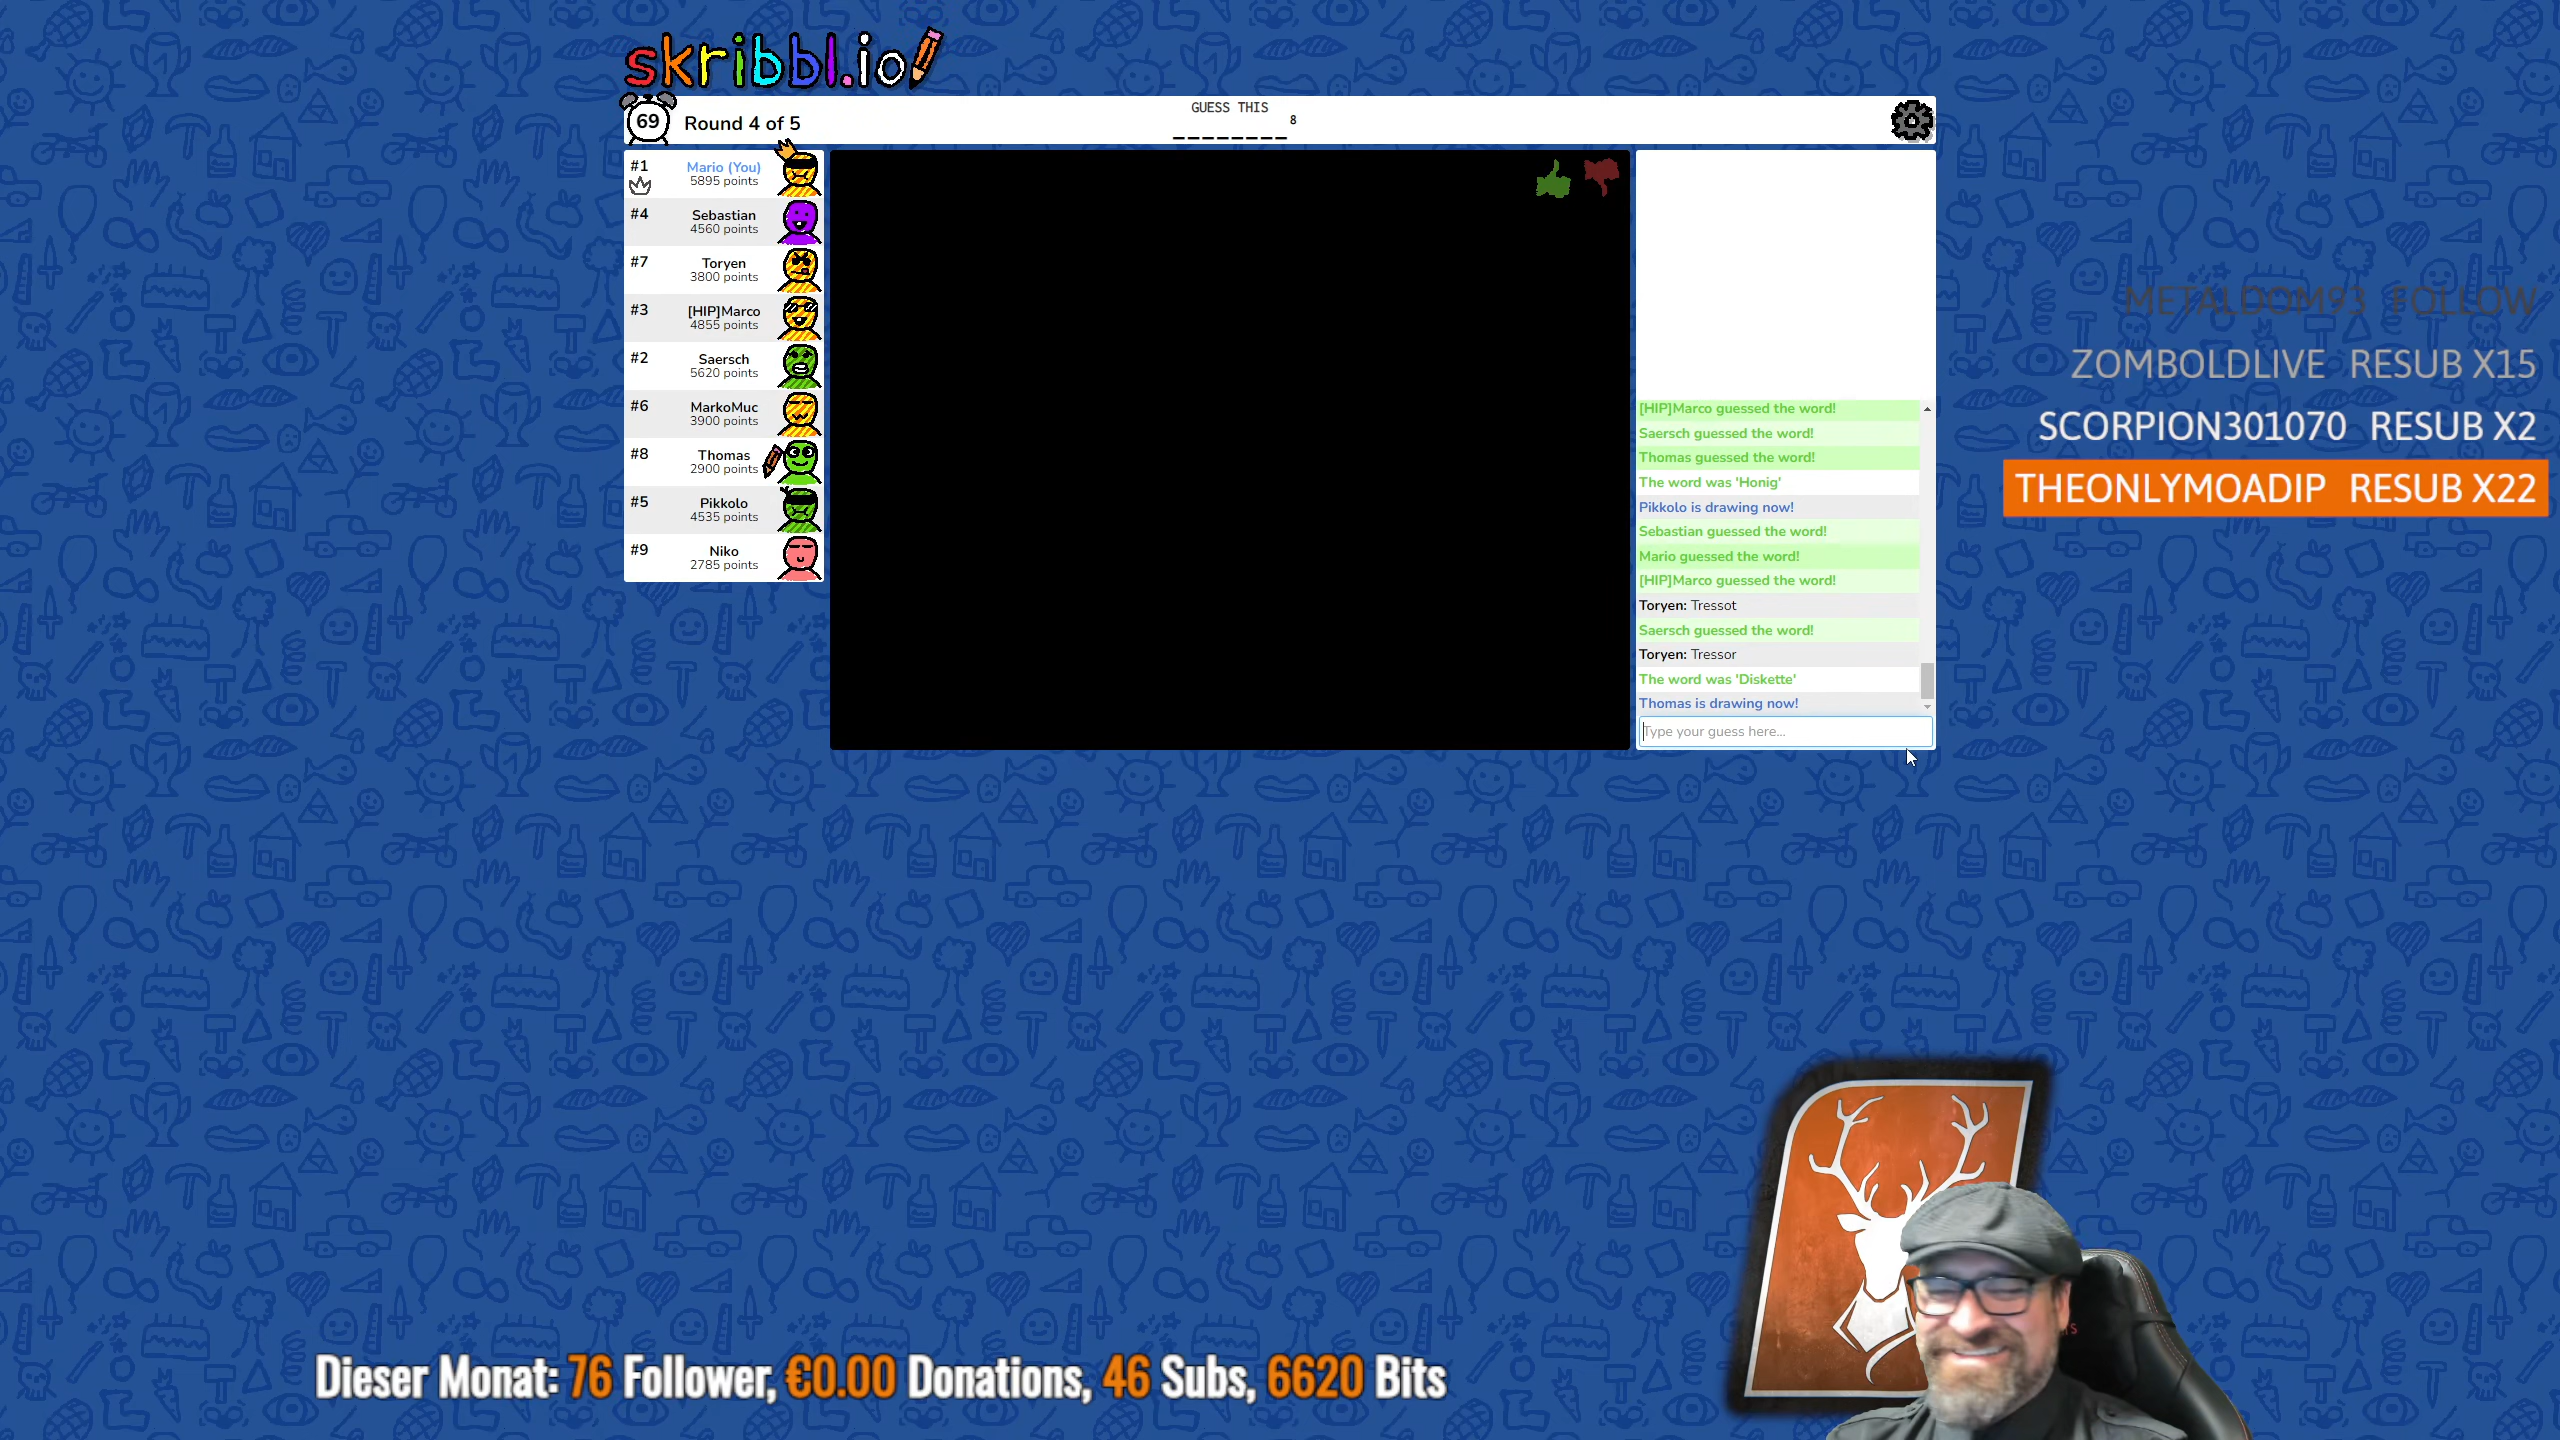 skribbl.io
69
Round 4 of 5
GUESS THIS
________ 8
#1 Mario (You)
5895 points
#4 Sebastian
4560 points
#7 Toryen
3800 points
#3 [HIP]Marco
4855 points
#2 Saersch
5620 points
#6 MarkoMuc
3900 points
#8 Thomas
2900 points
#5 Pikkolo
4535 points
#9 Niko
2785 points
[HIP]Marco guessed the word!
Saersch guessed the word!
Thomas guessed the word!
The word was 'Honig'
Pikkolo is drawing now!
Sebastian guessed the word!
Mario guessed the word!
[HIP]Marco guessed the word!
Toryen: Tressot
Saersch guessed the word!
Toryen: Tressor
The word was 'Diskette'
Thomas is drawing now!
Type your guess here...
METALDOM93 FOLLOW
ZOMBOLDLIVE RESUB X15
SCORPION301070 RESUB X2
THEONLYMOADIP RESUB X22
Dieser Monat: 76 Follower, €0.00 Donations, 46 Subs, 6620 Bits